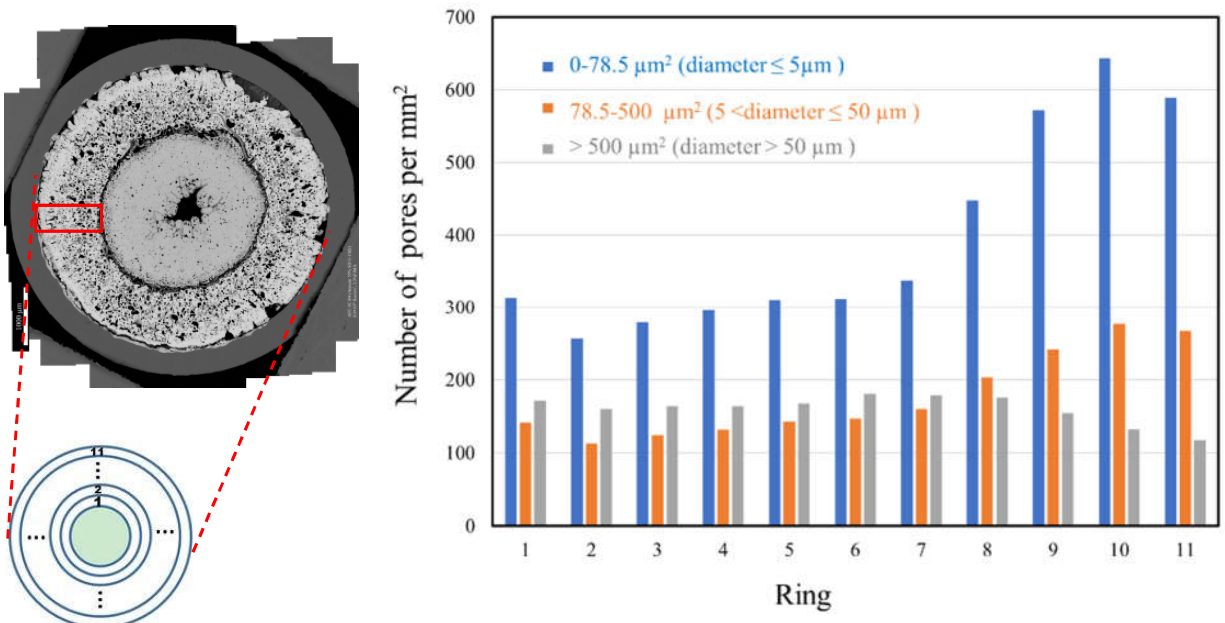 700
600
500
400
300
200
100
0
Number of pores per mm²
0-78.5 µm² (diameter ≤ 5µm )
78.5-500 µm² (5 <diameter ≤ 50 µm )
> 500 µm² (diameter > 50 µm )
1 2 3 4 5 6 7 8 9 10 11
Ring
1000 µm
11
2
1